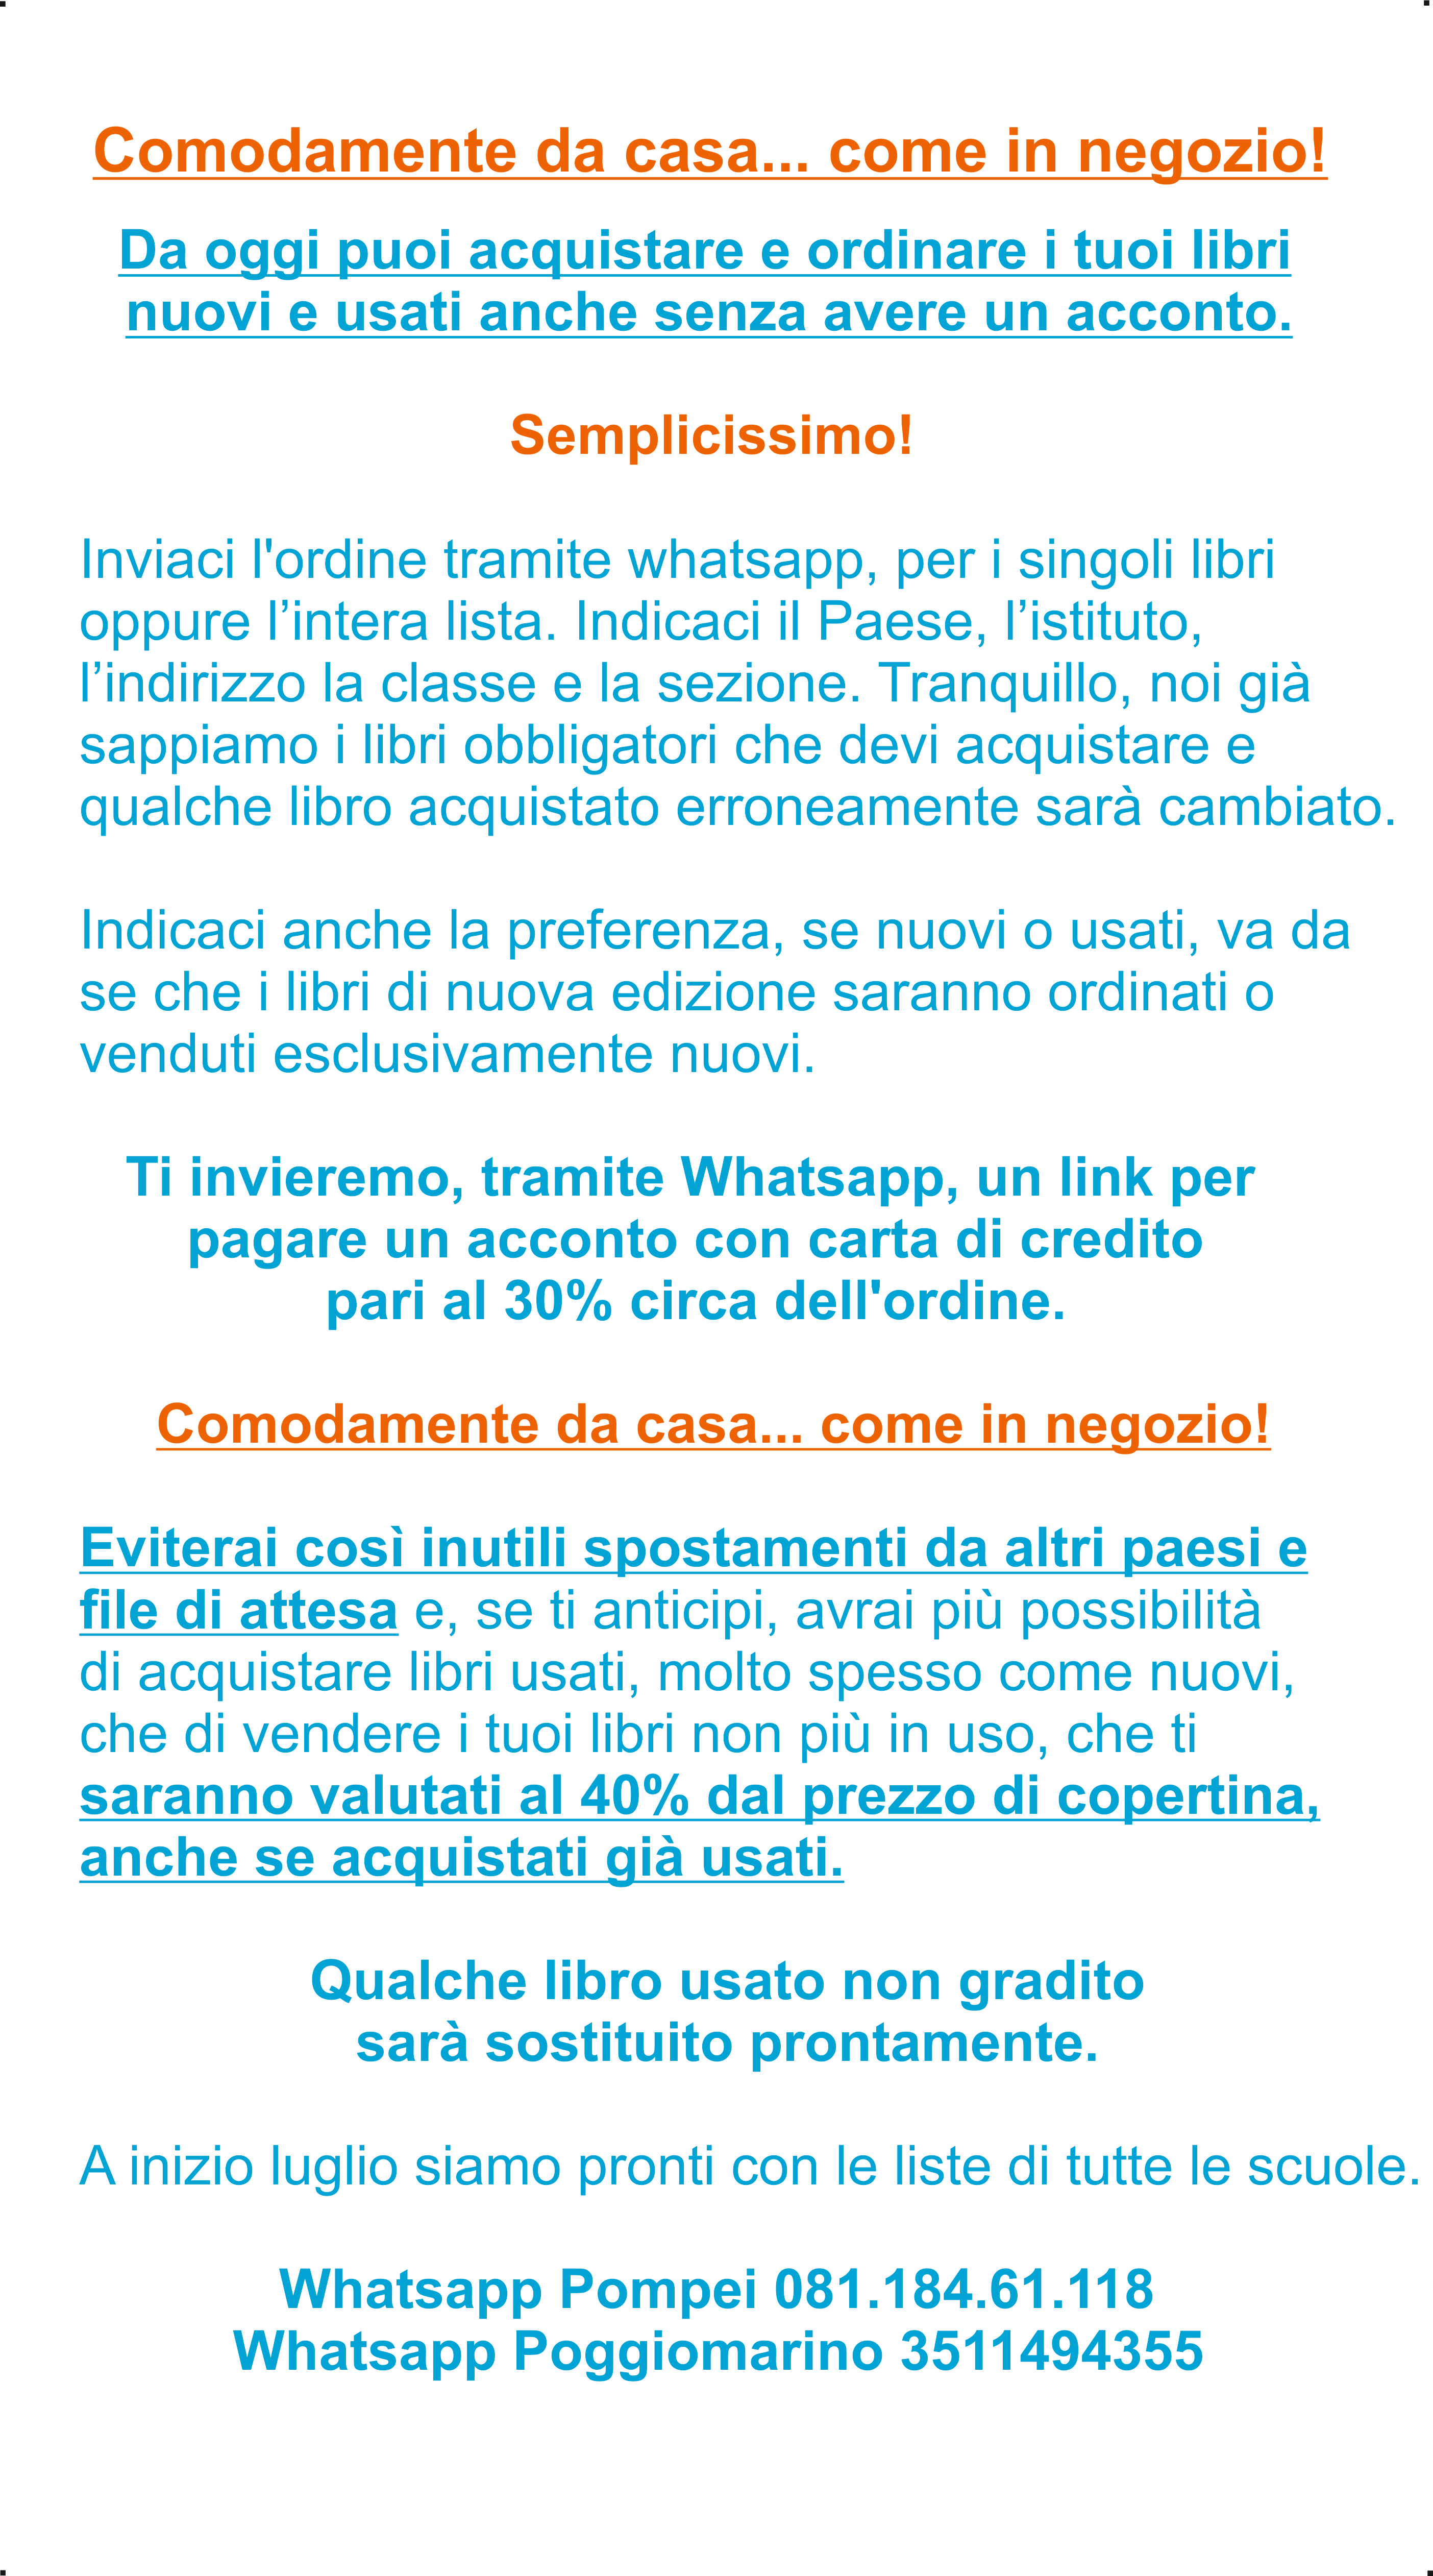 Comodamente da casa... come in negozio!
Da oggi puoi acquistare e ordinare i tuoi libri
nuovi e usati anche senza avere un acconto.
Semplicissimo!
Inviaci l'ordine tramite whatsapp, per i singoli libri
oppure l’intera lista. Indicaci il Paese, l’istituto,
l’indirizzo la classe e la sezione. Tranquillo, noi già
sappiamo i libri obbligatori che devi acquistare e
qualche libro acquistato erroneamente sarà cambiato.
Indicaci anche la preferenza, se nuovi o usati, va da
se che i libri di nuova edizione saranno ordinati o
venduti esclusivamente nuovi.
Ti invieremo, tramite Whatsapp, un link per
pagare un acconto con carta di credito
pari al 30% circa dell'ordine.
Comodamente da casa... come in negozio!
Eviterai così inutili spostamenti da altri paesi e
file di attesa e, se ti anticipi, avrai più possibilità
di acquistare libri usati, molto spesso come nuovi,
che di vendere i tuoi libri non più in uso, che ti
saranno valutati al 40% dal prezzo di copertina,
anche se acquistati già usati.
Qualche libro usato non gradito
sarà sostituito prontamente.
A inizio luglio siamo pronti con le liste di tutte le scuole.
Whatsapp Pompei 081.184.61.118
Whatsapp Poggiomarino 3511494355